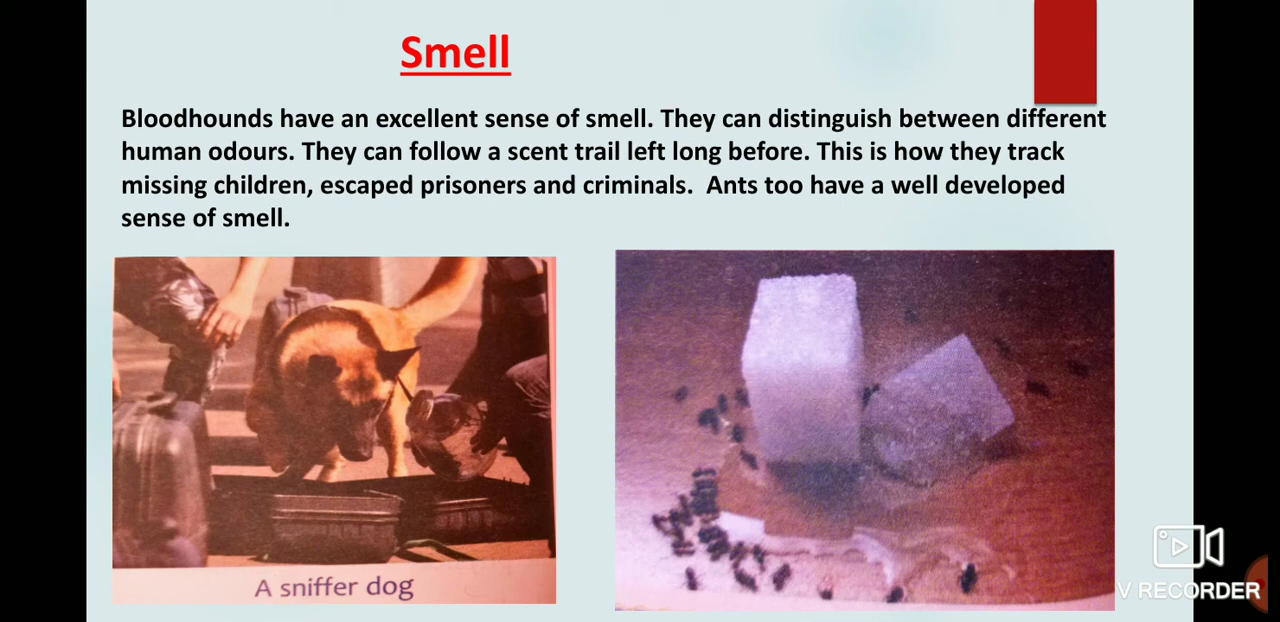 Smell
Bloodhounds have an excellent sense of smell. They can distinguish between different
human odours. They can follow a scent trail left long before. This is how they track
missing children, escaped prisoners and criminals.  Ants too have a well developed
sense of smell.
A sniffer dog
V RECORDER